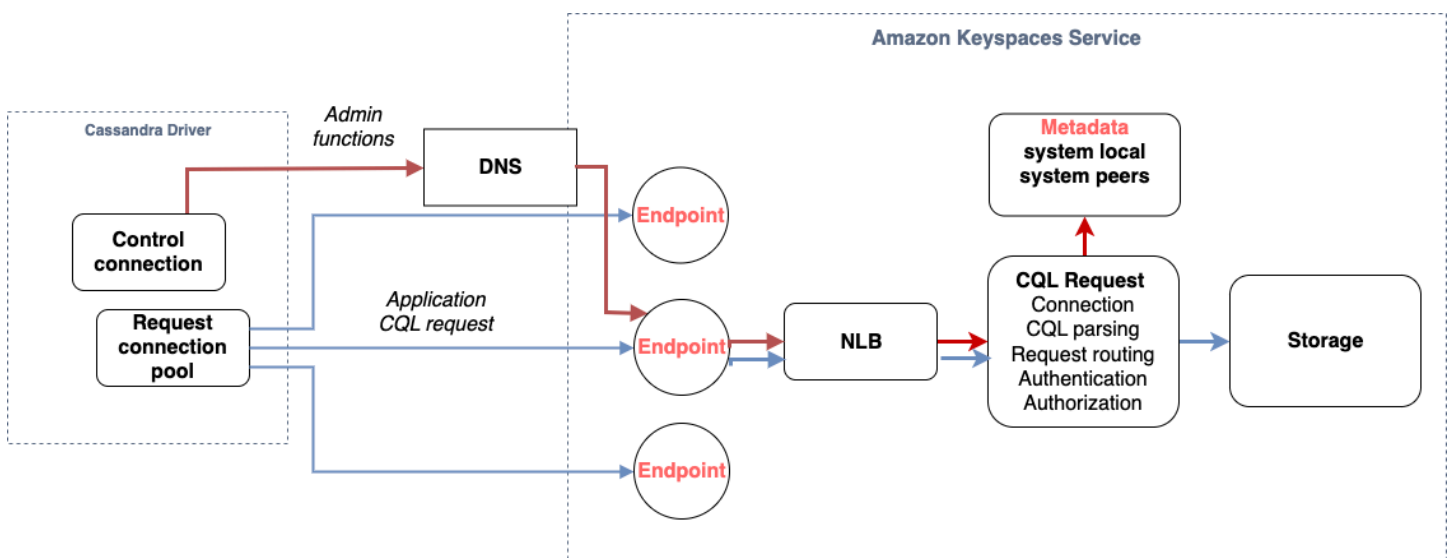 Amazon Keyspaces Service
Cassandra Driver
Admin
functions
DNS
Control
connection
Request
connection
pool
Application
CQL request
Endpoint
Endpoint
Endpoint
NLB
Metadata
system local
system peers
CQL Request
Connection
CQL parsing
Request routing
Authentication
Authorization
Storage